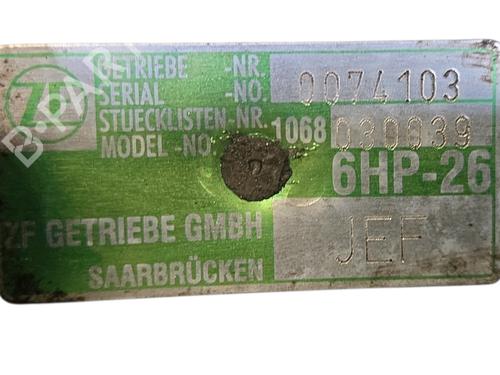 GETRIEBE -NR.
SERIAL -NO. 0074103
STUECKLISTEN-NR. 1068 030039
MODEL -NO.
ZF
6HP-26
ZF GETRIEBE GMBH JEF
SAARBRÜCKEN